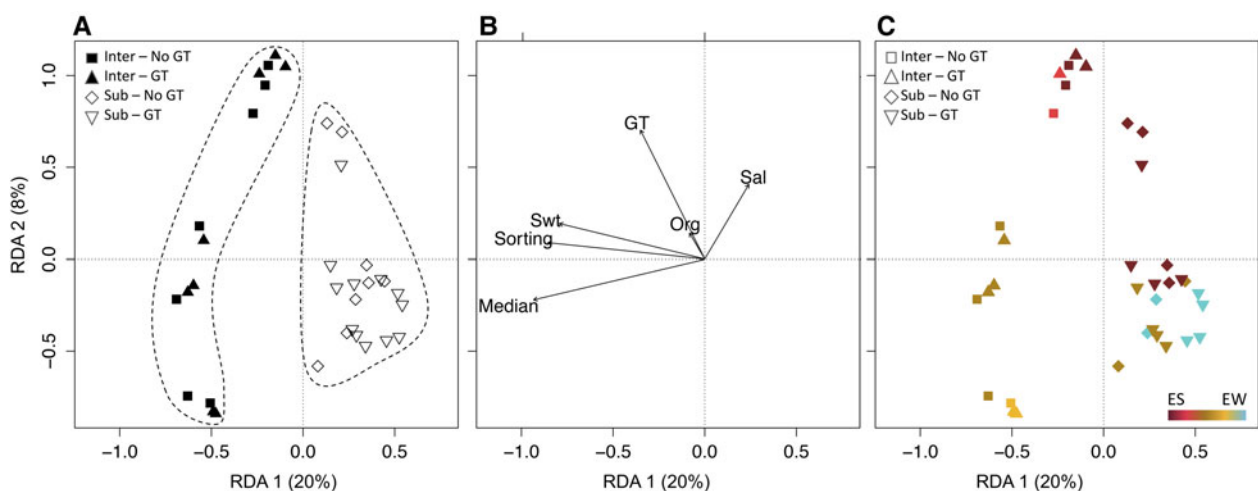 A
Inter – No GT
Inter – GT
Sub – No GT
Sub – GT
RDA 2 (8%)
1.0
0.5
0.0
−0.5
−1.0 −0.5 0.0 0.5
RDA 1 (20%)
B
GT
Sal
Swt
Org
Sorting
Median
−1.0 −0.5 0.0 0.5
RDA 1 (20%)
C
Inter – No GT
Inter – GT
Sub – No GT
Sub – GT
ES EW
−1.0 −0.5 0.0 0.5
RDA 1 (20%)